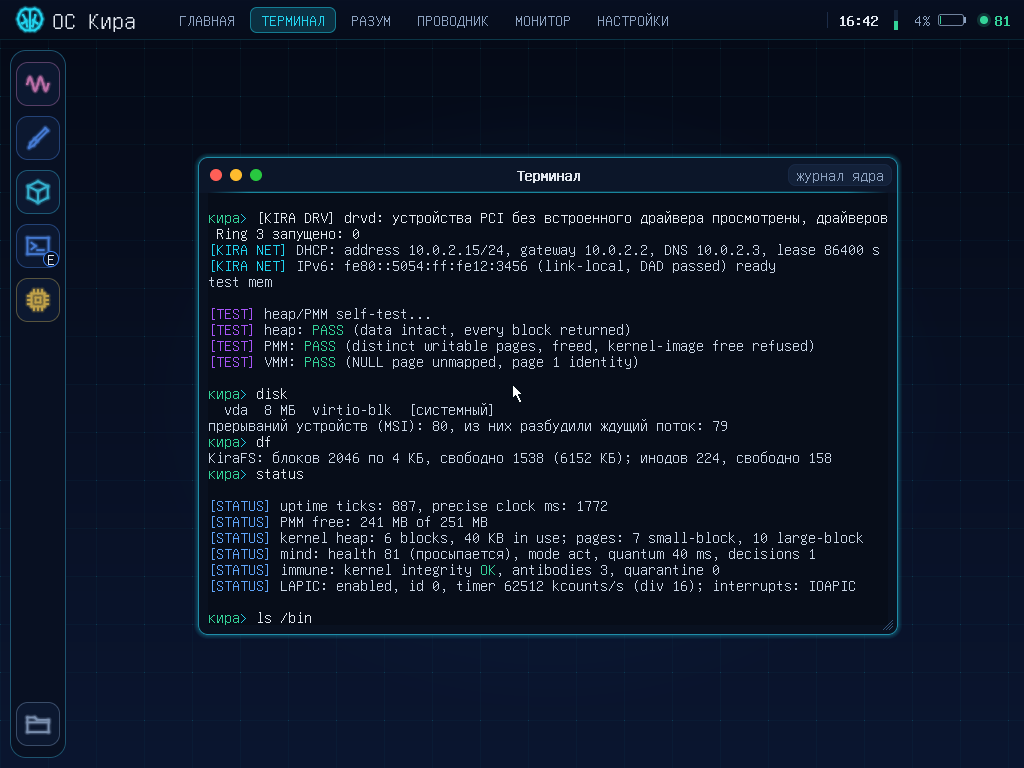 ОС Кира
ГЛАВНАЯ ТЕРМИНАЛ РАЗУМ ПРОВОДНИК МОНИТОР НАСТРОЙКИ
16:42 4% 81
E
Терминал
журнал ядра
кира> [KIRA DRV] drvd: устройства PCI без встроенного драйвера просмотрены, драйверов
Ring 3 запущено: 0
[KIRA NET] DHCP: address 10.0.2.15/24, gateway 10.0.2.2, DNS 10.0.2.3, lease 86400 s
[KIRA NET] IPv6: fe80::5054:ff:fe12:3456 (link-local, DAD passed) ready
test mem
[TEST] heap/PMM self-test...
[TEST] heap: PASS (data intact, every block returned)
[TEST] PMM: PASS (distinct writable pages, freed, kernel-image free refused)
[TEST] VMM: PASS (NULL page unmapped, page 1 identity)
кира> disk
vda 8 МБ virtio-blk [системный]
прерываний устройств (MSI): 80, из них разбудили ждущий поток: 79
кира> df
KiraFS: блоков 2046 по 4 КБ, свободно 1538 (6152 КБ); инодов 224, свободно 158
кира> status
[STATUS] uptime ticks: 887, precise clock ms: 1772
[STATUS] PMM free: 241 MB of 251 MB
[STATUS] kernel heap: 6 blocks, 40 KB in use; pages: 7 small-block, 10 large-block
[STATUS] mind: health 81 (просыпается), mode act, quantum 40 ms, decisions 1
[STATUS] immune: kernel integrity OK, antibodies 3, quarantine 0
[STATUS] LAPIC: enabled, id 0, timer 62512 kcounts/s (div 16); interrupts: IOAPIC
кира> ls /bin